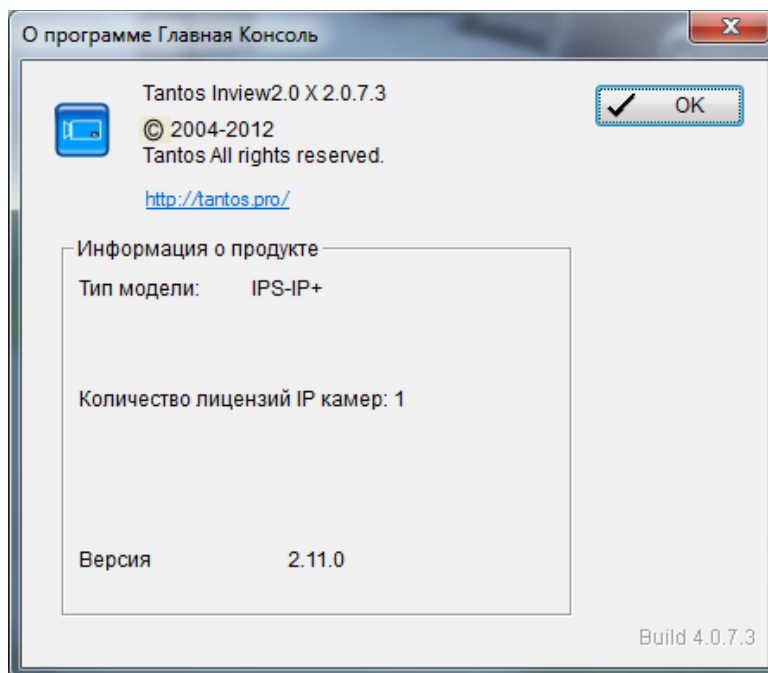 О программе Главная Консоль
Tantos Inview2.0 X 2.0.7.3
OK
© 2004-2012
Tantos All rights reserved.
http://tantos.pro/
Информация о продукте
Тип модели: IPS-IP+
Количество лицензий IP камер: 1
Версия 2.11.0
Build 4.0.7.3